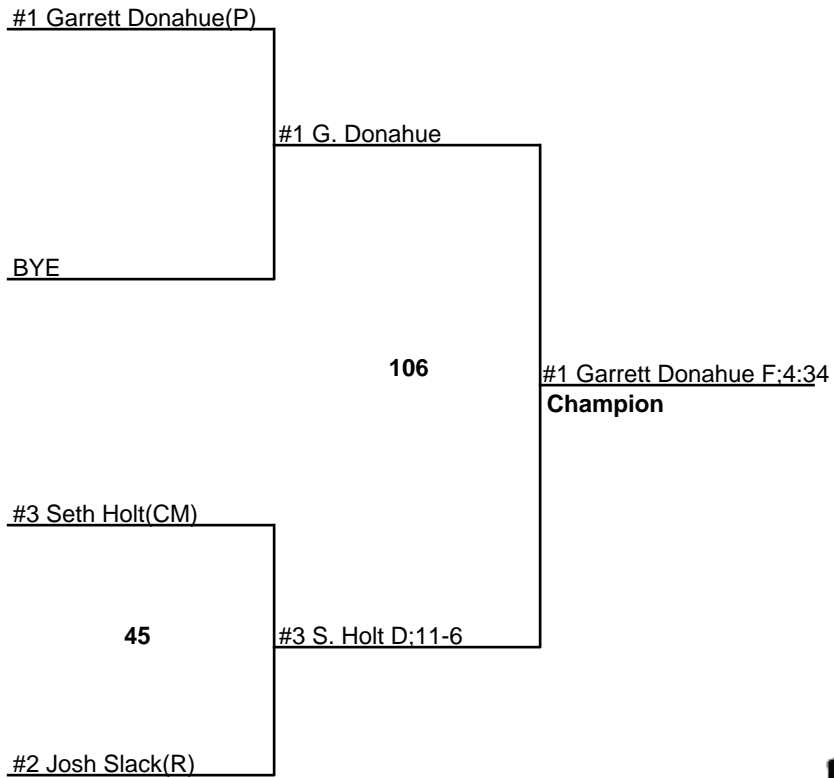 #1 Garrett Donahue(P)
#1 G. Donahue
BYE
106
#1 Garrett Donahue F;4:34
Champion
#3 Seth Holt(CM)
45
#3 S. Holt D;11-6
#2 Josh Slack(R)